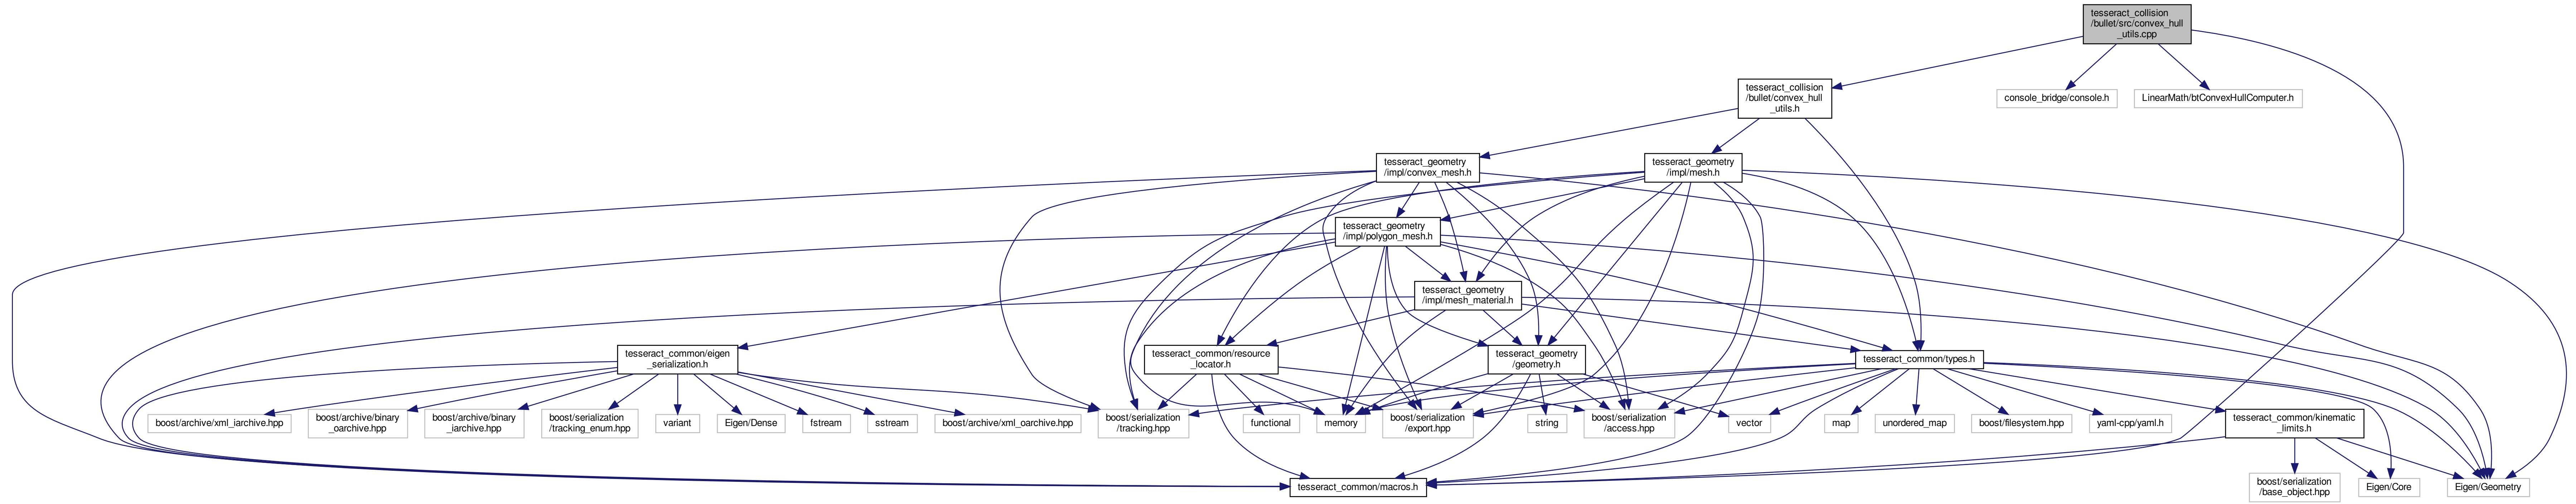 tesseract_collision
/bullet/src/convex_hull
_utils.cpp
tesseract_collision
/bullet/convex_hull
_utils.h
console_bridge/console.h
LinearMath/btConvexHullComputer.h
tesseract_geometry
/impl/convex_mesh.h
tesseract_geometry
/impl/mesh.h
tesseract_geometry
/impl/polygon_mesh.h
tesseract_geometry
/impl/mesh_material.h
tesseract_common/eigen
_serialization.h
tesseract_common/resource
_locator.h
tesseract_geometry
/geometry.h
tesseract_common/types.h
boost/archive/xml_iarchive.hpp
boost/archive/binary
_oarchive.hpp
boost/archive/binary
_iarchive.hpp
boost/serialization
/tracking_enum.hpp
variant
Eigen/Dense
fstream
sstream
boost/archive/xml_oarchive.hpp
boost/serialization
/tracking.hpp
functional
memory
boost/serialization
/export.hpp
string
boost/serialization
/access.hpp
vector
map
unordered_map
boost/filesystem.hpp
yaml-cpp/yaml.h
tesseract_common/kinematic
_limits.h
tesseract_common/macros.h
boost/serialization
/base_object.hpp
Eigen/Core
Eigen/Geometry